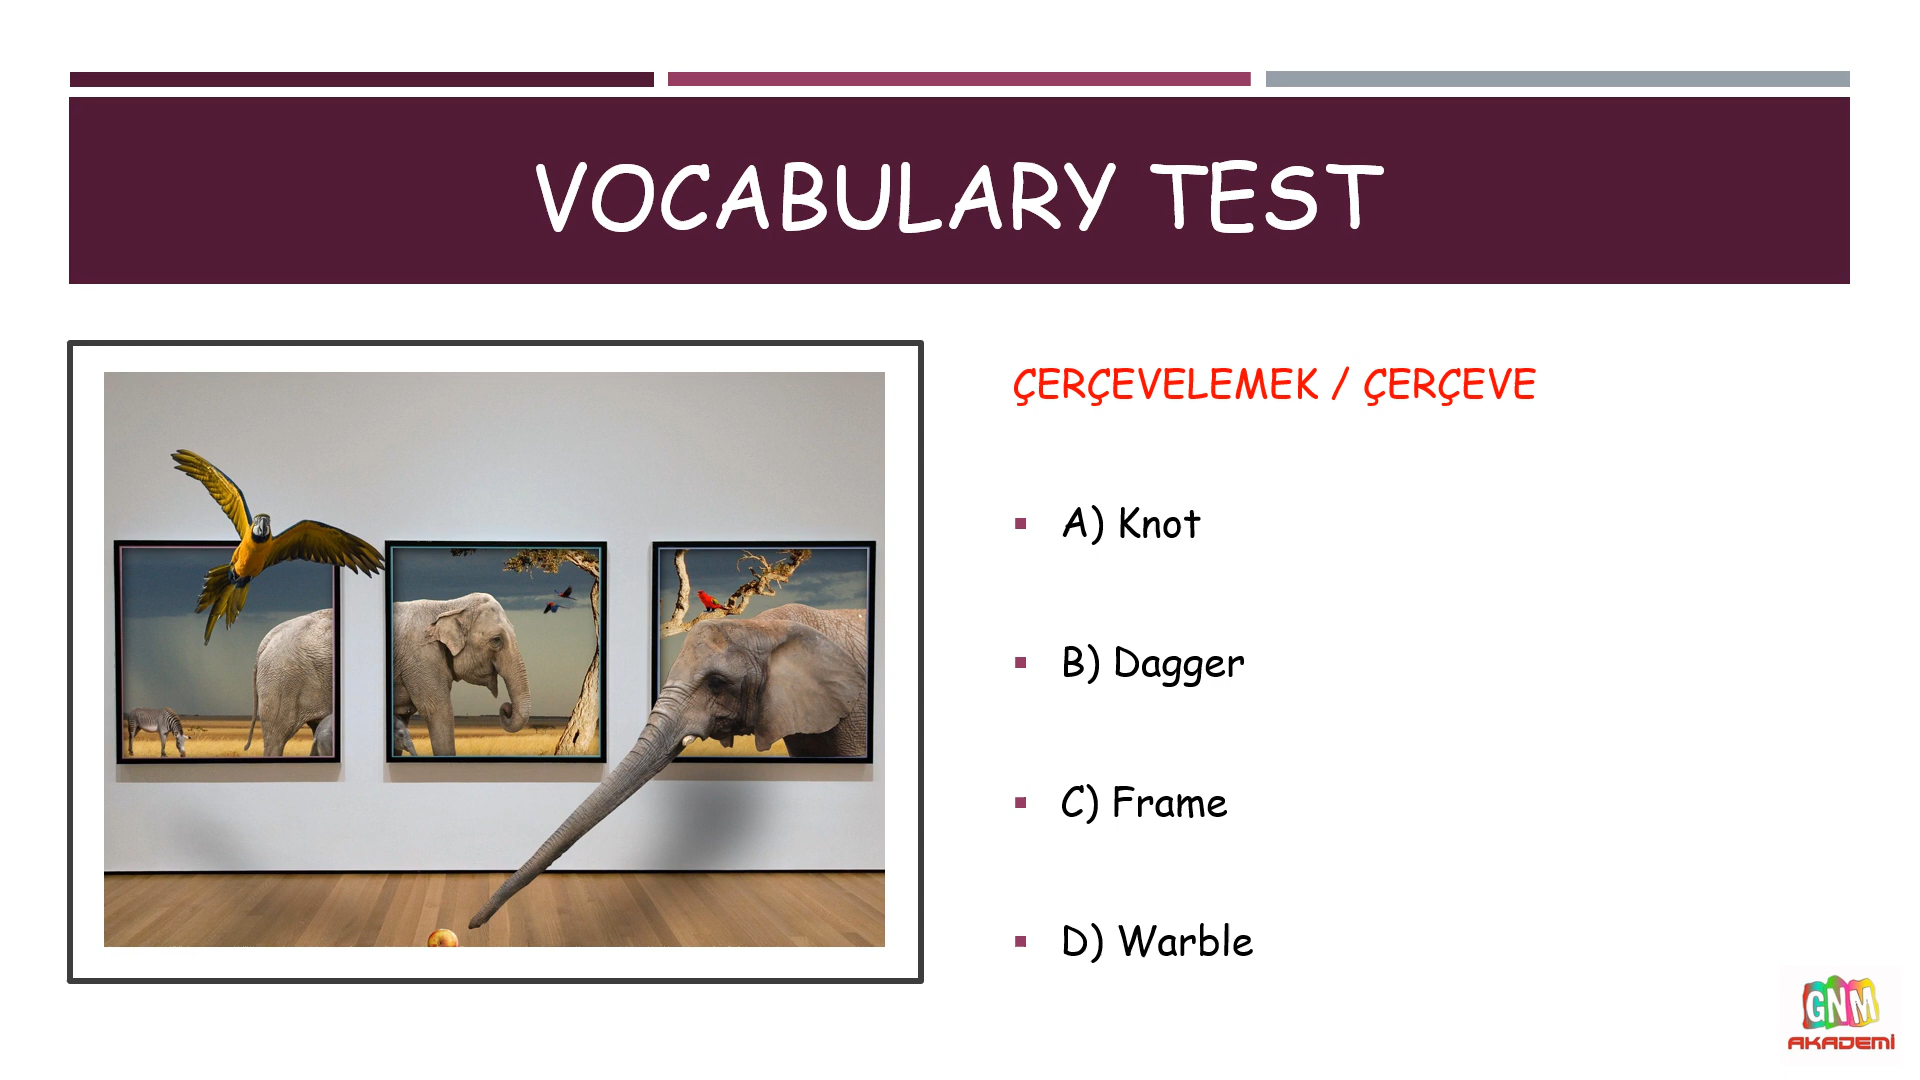 VOCABULARY TEST
ÇERÇEVELEMEK / ÇERÇEVE
A) Knot
B) Dagger
C) Frame
D) Warble
GNM
AKADEMİ